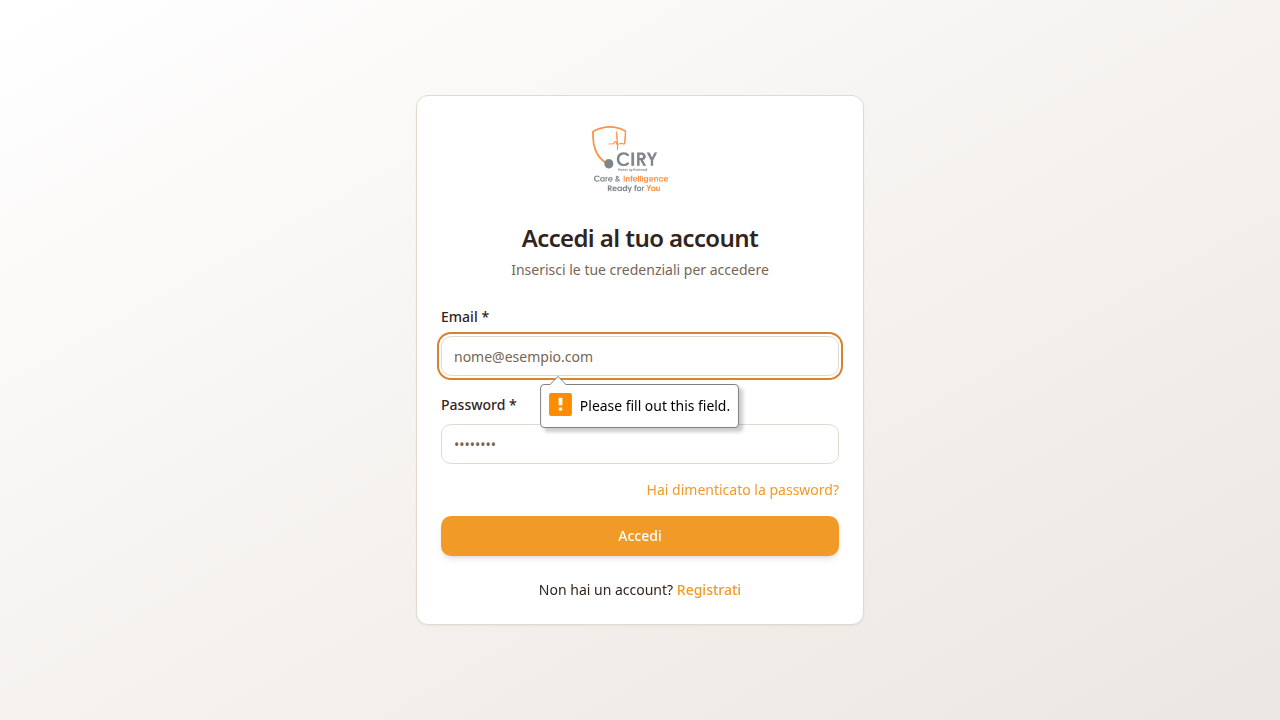 CIRY
Care & Intelligence
Ready for You
Accedi al tuo account
Inserisci le tue credenziali per accedere
Email *
nome@esempio.com
Password *
Please fill out this field.
••••••••
Hai dimenticato la password?
Accedi
Non hai un account? Registrati